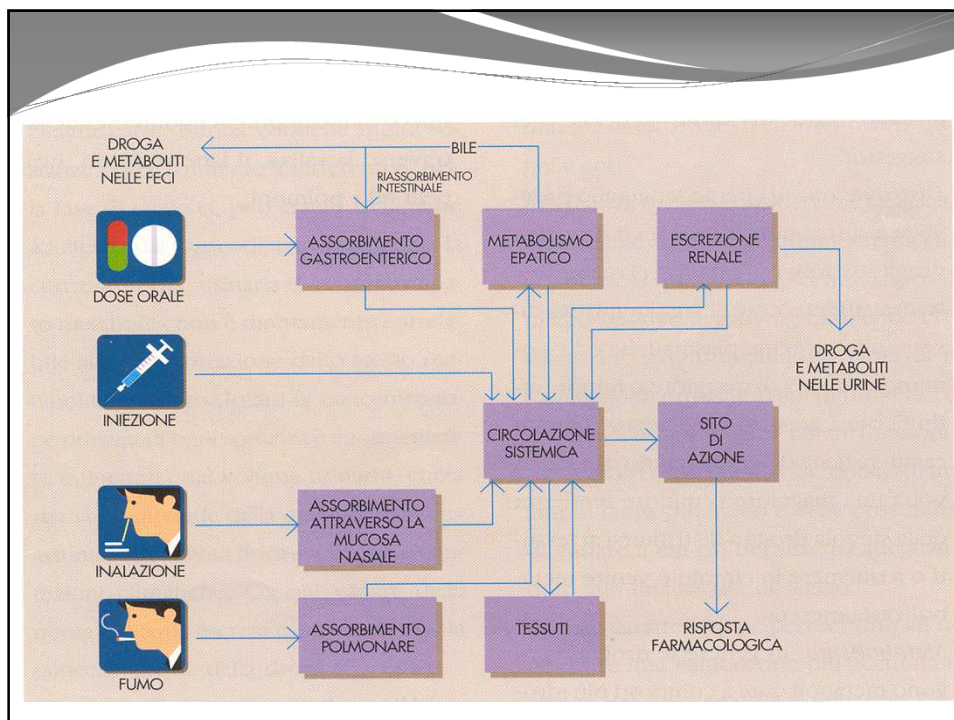 DROGA
E METABOLITI
NELLE FECI
BILE
RIASSORBIMENTO
INTESTINALE
DOSE ORALE
ASSORBIMENTO
GASTROENTERICO
METABOLISMO
EPATICO
ESCREZIONE
RENALE
DROGA
E METABOLITI
NELLE URINE
INIEZIONE
CIRCOLAZIONE
SISTEMICA
SITO
DI
AZIONE
INALAZIONE
ASSORBIMENTO
ATTRAVERSO LA
MUCOSA
NASALE
FUMO
ASSORBIMENTO
POLMONARE
TESSUTI
RISPOSTA
FARMACOLOGICA